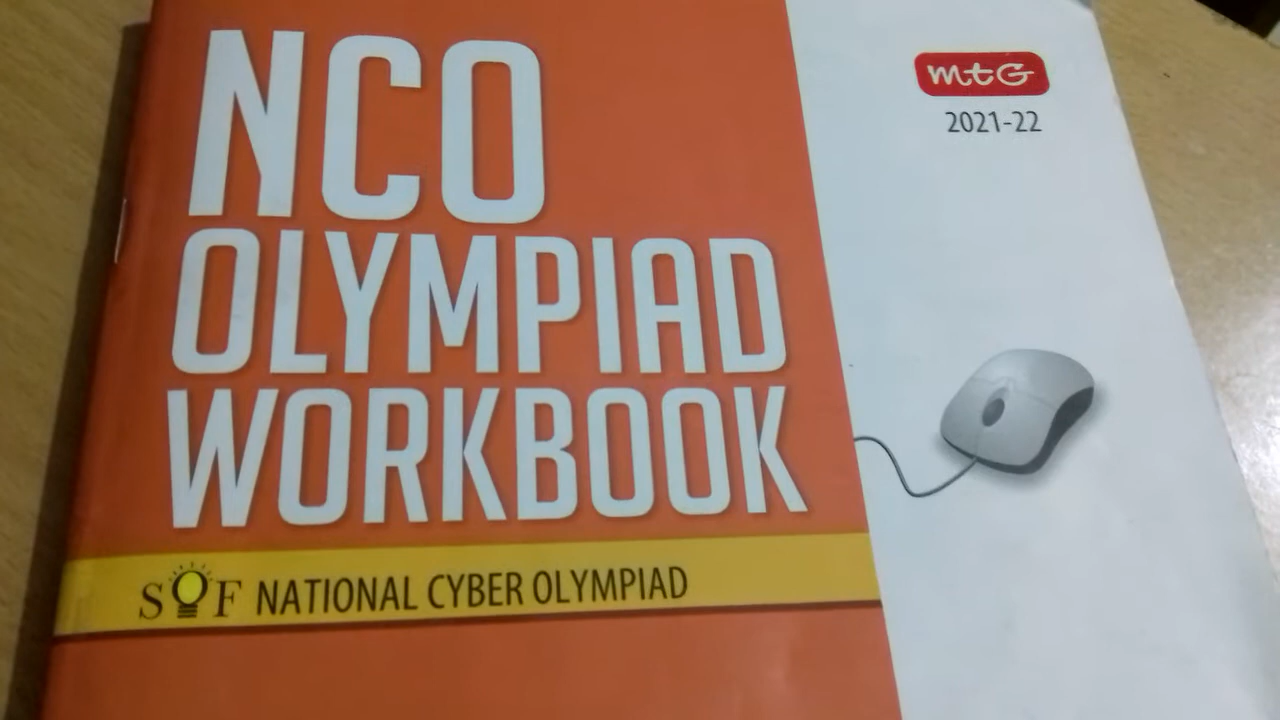 NCO
OLYMPIAD
WORKBOOK
SOF NATIONAL CYBER OLYMPIAD
mtG
2021-22